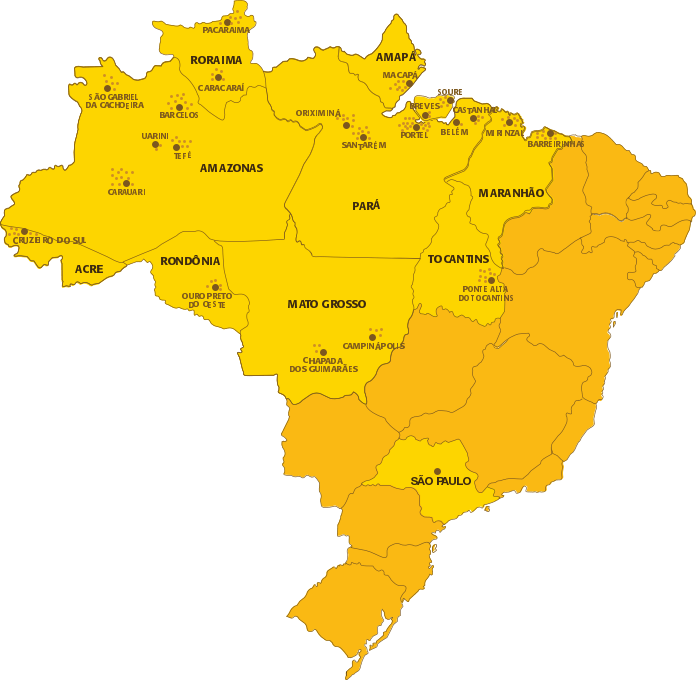 PACARAIMA
RORAIMA
CARACARAÍ
AMAPÁ
MACAPÁ
SÃO GABRIEL
DA CACHOEIRA
BARCELOS
UARINI
TEFÉ
CARAUARI
AMAZONAS
ORIXIMINÁ
SANTARÉM
PARÁ
SOURE
BREVES
PORTEL
CASTANHAL
BELÉM
MIRINZAL
BARREIRINHAS
MARANHÃO
CRUZEIRO DO SUL
ACRE
RONDÔNIA
OURO PRETO
DO OESTE
MATO GROSSO
CAMPINÁPOLIS
CHAPADA
DOS GUIMARÃES
TOCANTINS
PONTE ALTA
DO TOCANTINS
SÃO PAULO